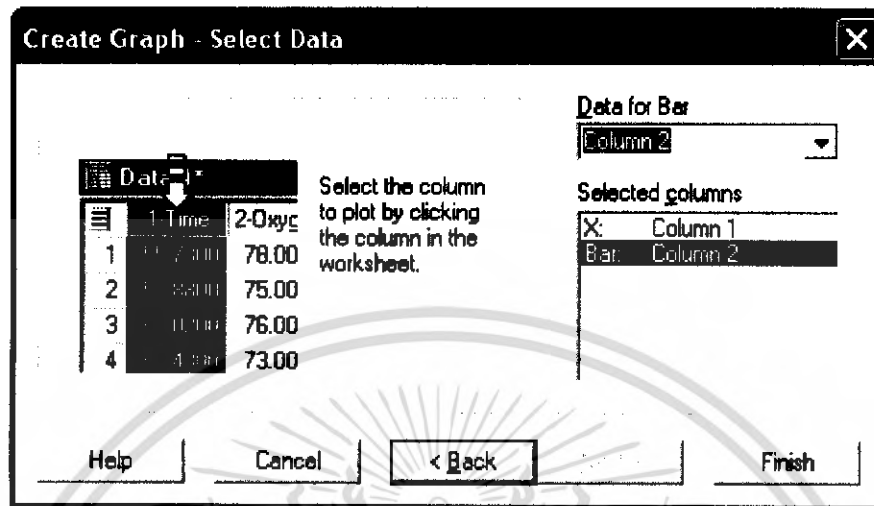 Create Graph - Select Data
Data for Bar
Column 2
Selected columns
X: Column 1
Bar: Column 2
Select the column
to plot by clicking
the column in the
worksheet.
1-Time 2-Oxyg
1 78.00
2 75.00
3 76.00
4 73.00
Help Cancel < Back Finish